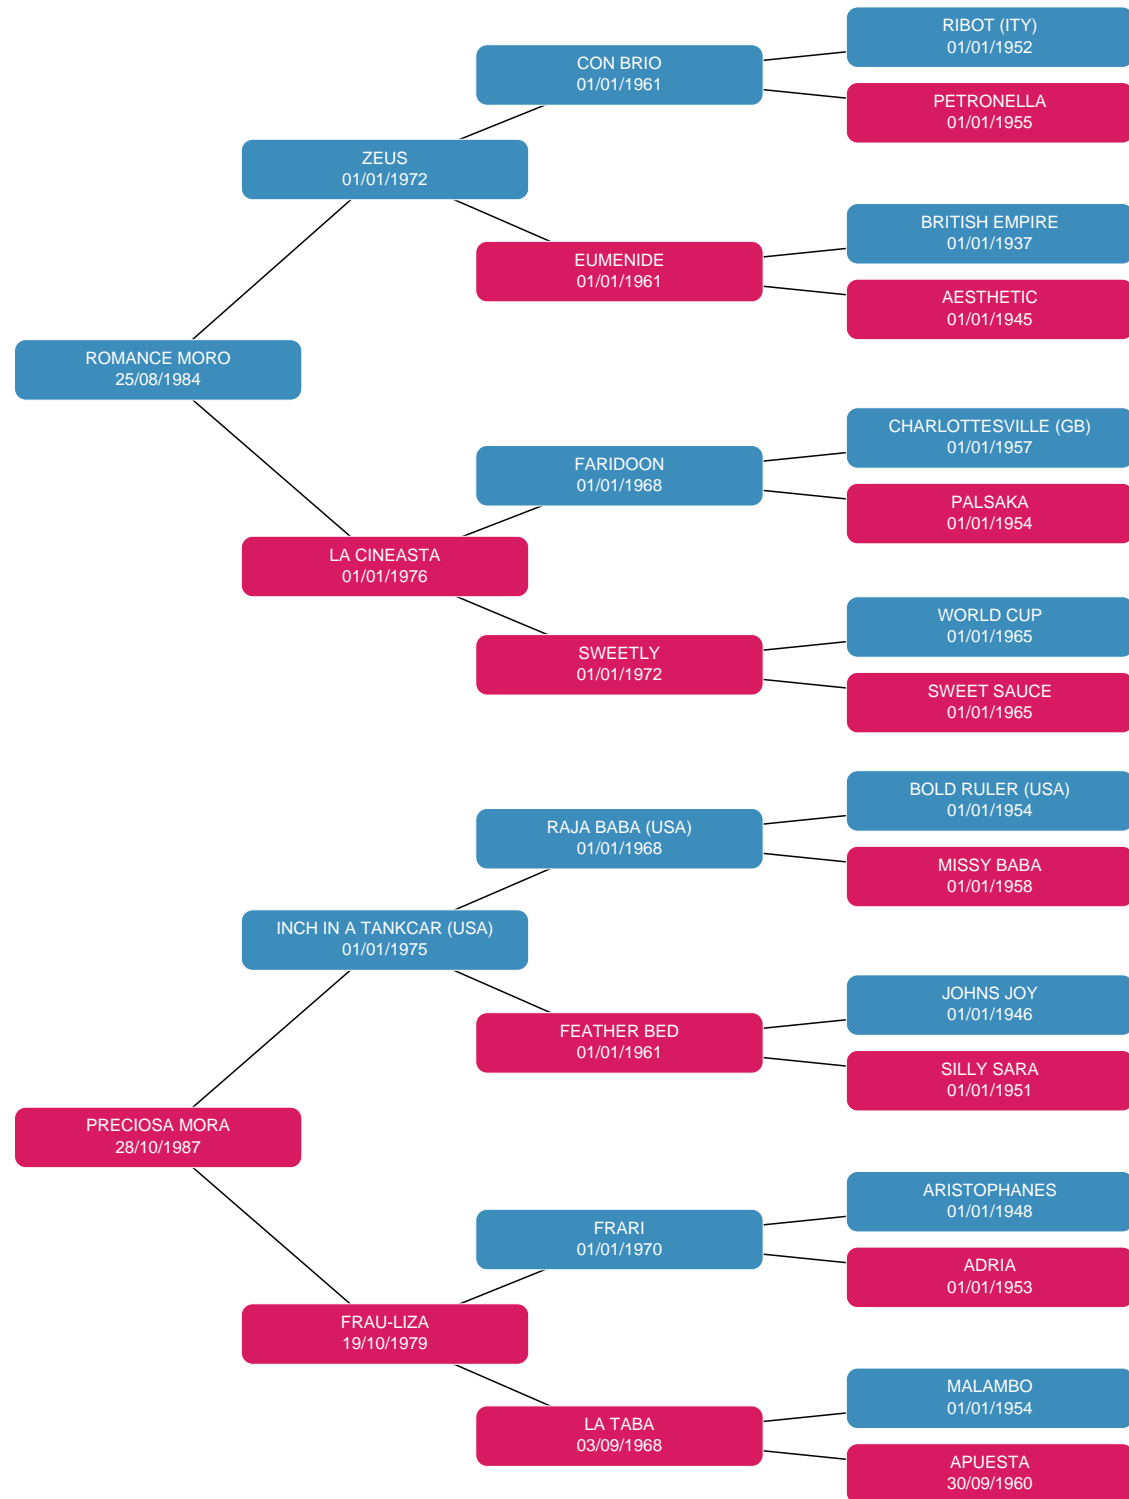 RIBOT (ITY)
01/01/1952
CON BRIO
01/01/1961
PETRONELLA
01/01/1955
ZEUS
01/01/1972
BRITISH EMPIRE
01/01/1937
EUMENIDE
01/01/1961
AESTHETIC
01/01/1945
ROMANCE MORO
25/08/1984
CHARLOTTESVILLE (GB)
01/01/1957
FARIDOON
01/01/1968
PALSAKA
01/01/1954
LA CINEASTA
01/01/1976
WORLD CUP
01/01/1965
SWEETLY
01/01/1972
SWEET SAUCE
01/01/1965
BOLD RULER (USA)
01/01/1954
RAJA BABA (USA)
01/01/1968
MISSY BABA
01/01/1958
INCH IN A TANKCAR (USA)
01/01/1975
JOHNS JOY
01/01/1946
FEATHER BED
01/01/1961
SILLY SARA
01/01/1951
PRECIOSA MORA
28/10/1987
ARISTOPHANES
01/01/1948
FRARI
01/01/1970
ADRIA
01/01/1953
FRAU-LIZA
19/10/1979
MALAMBO
01/01/1954
LA TABA
03/09/1968
APUESTA
30/09/1960